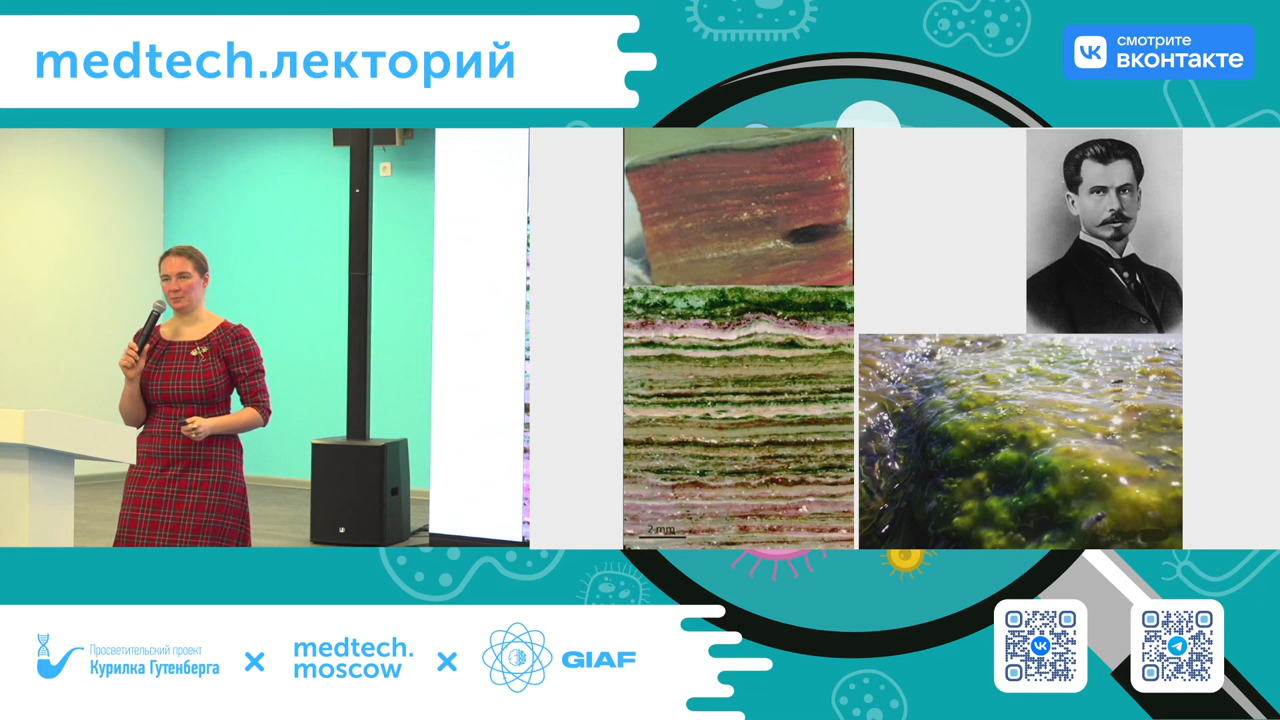 medtech.лекторий
смотрите
вконтакте
2 mm
Просветительский проект
Курилка Гутенберга
medtech.
moscow
GIAF